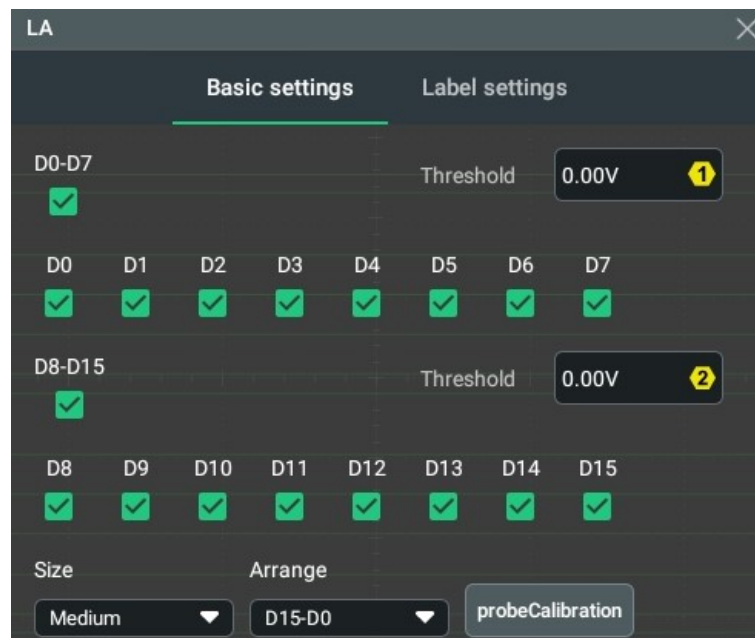 LA
Basic settings Label settings
D0-D7
Threshold 0.00V 1
D0 D1 D2 D3 D4 D5 D6 D7
D8-D15
Threshold 0.00V 2
D8 D9 D10 D11 D12 D13 D14 D15
Size Arrange
Medium D15-D0 probeCalibration